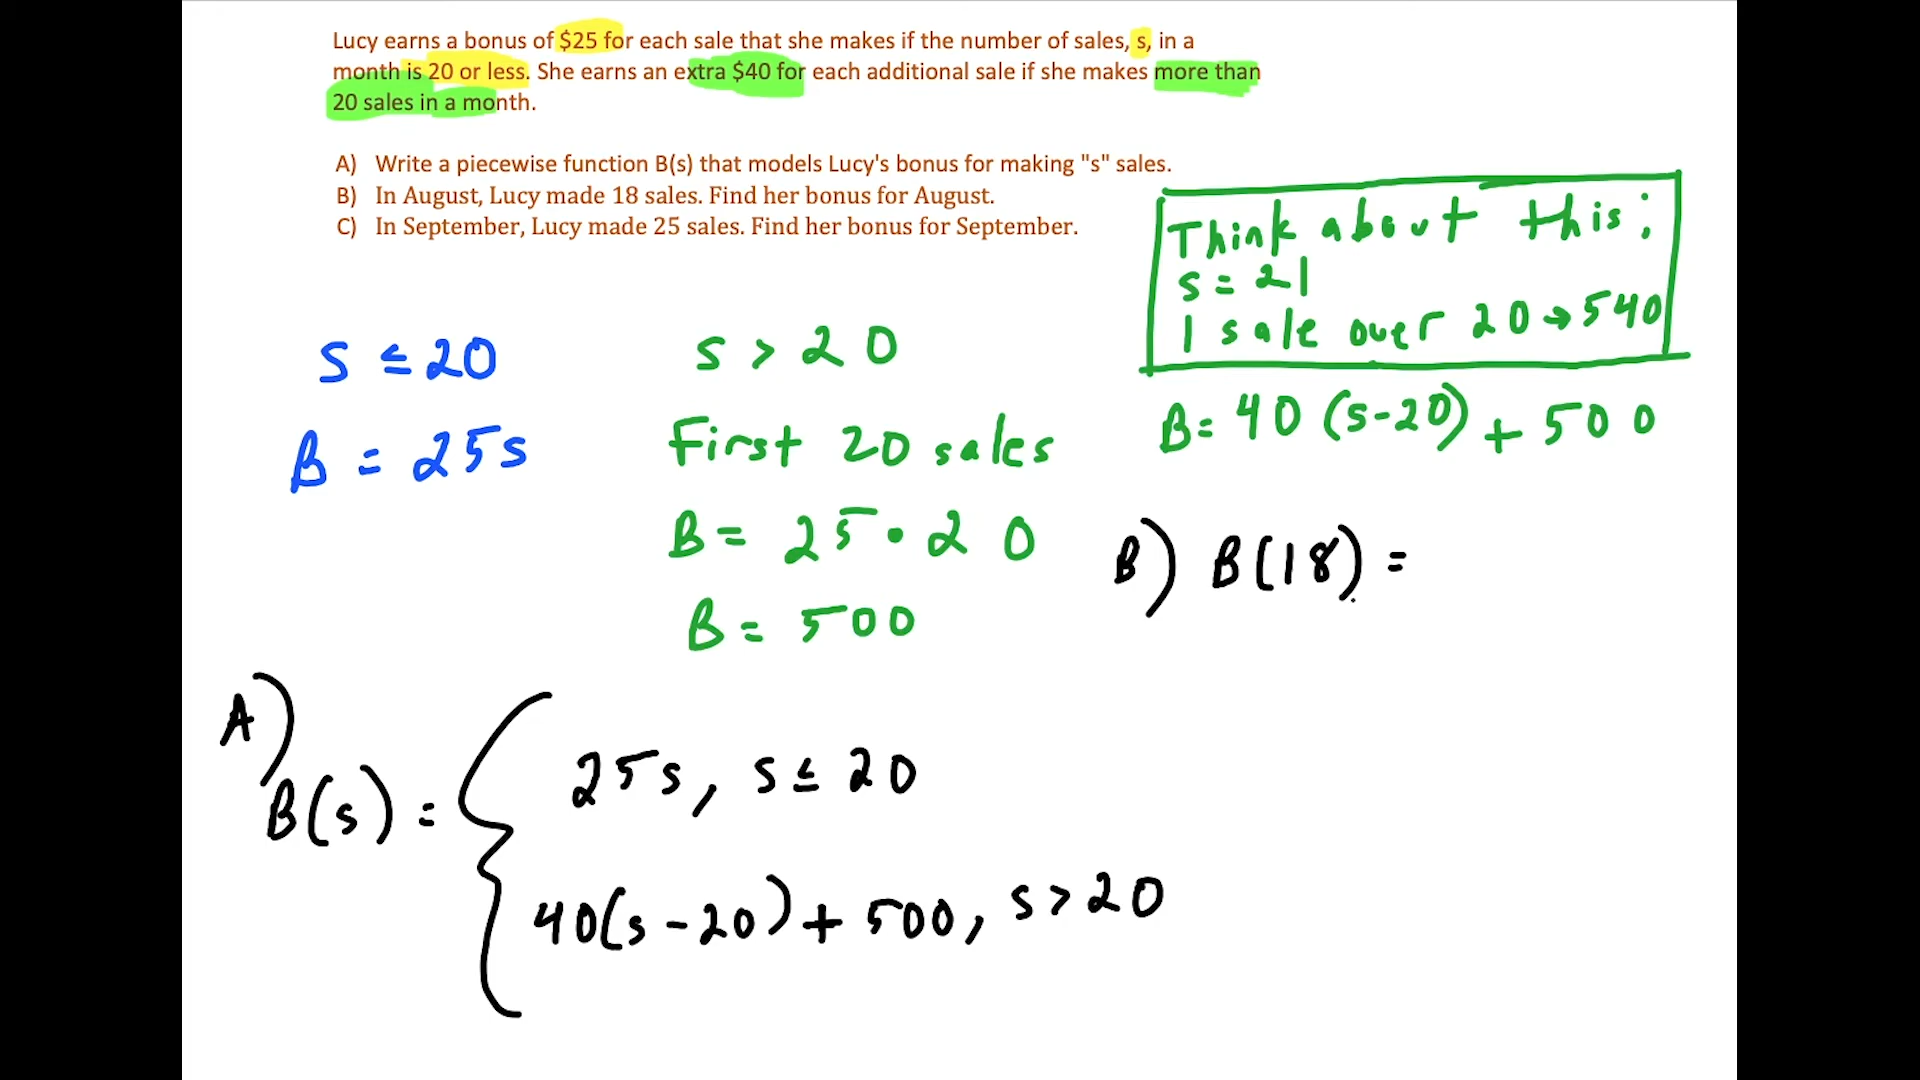 Lucy earns a bonus of $25 for each sale that she makes if the number of sales, s, in a
month is 20 or less. She earns an extra $40 for each additional sale if she makes more than
20 sales in a month.
A) Write a piecewise function B(s) that models Lucy's bonus for making "s" sales.
B) In August, Lucy made 18 sales. Find her bonus for August.
C) In September, Lucy made 25 sales. Find her bonus for September.
Think about this:
s = 21
1 sale over 20 → 540
s ≤ 20
B = 25s
s > 20
First 20 sales
B = 25 • 20
B = 500
B = 40 (s-20) + 500
B) B(18) =
A)
B(s) = {
25s, s ≤ 20
40(s-20) + 500, s > 20